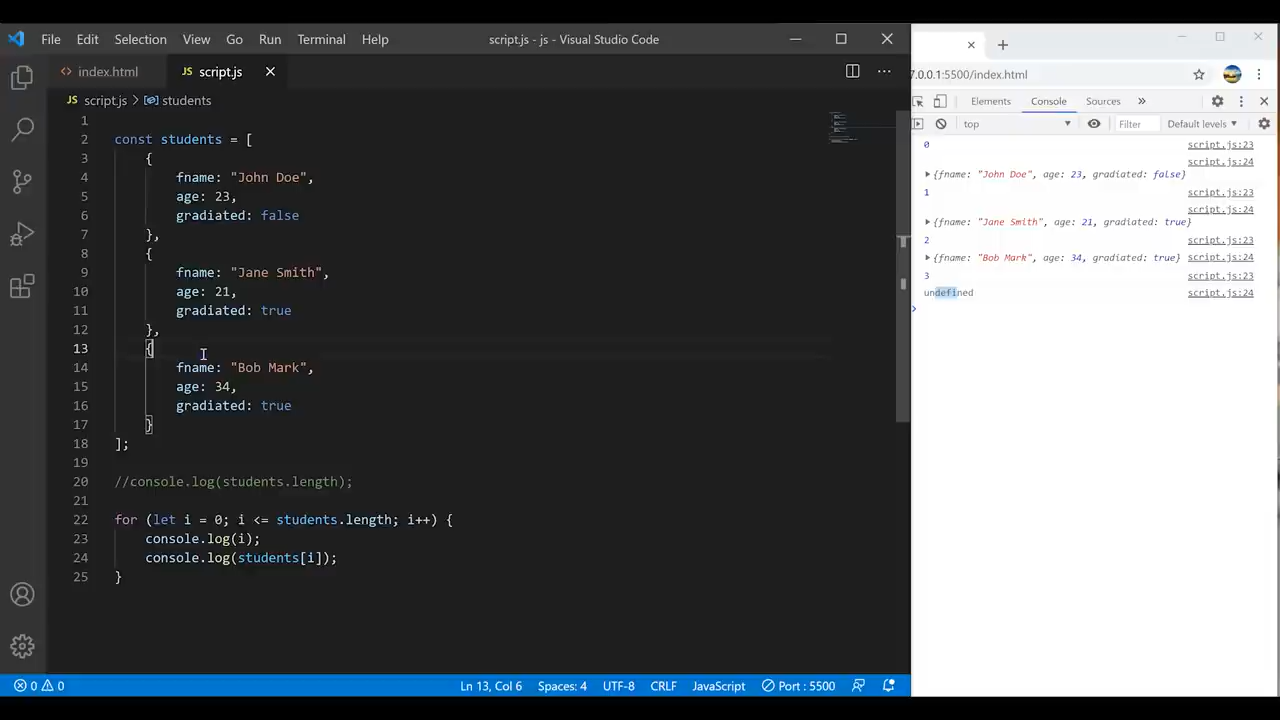 File Edit Selection View Go Run Terminal Help script.js - js - Visual Studio Code
index.html script.js
script.js > students
1
2 const students = [
3 {
4 fname: "John Doe",
5 age: 23,
6 gradiated: false
7 },
8 {
9 fname: "Jane Smith",
10 age: 21,
11 gradiated: true
12 },
13 {
14 fname: "Bob Mark",
15 age: 34,
16 gradiated: true
17 }
18 ];
19
20 //console.log(students.length);
21
22 for (let i = 0; i <= students.length; i++) {
23 console.log(i);
24 console.log(students[i]);
25 }
0 0 Ln 13, Col 6 Spaces: 4 UTF-8 CRLF JavaScript Port : 5500
7.0.0.1:5500/index.html
Elements Console Sources
top Filter Default levels
0 script.js:23
script.js:24
{fname: "John Doe", age: 23, gradiated: false}
1 script.js:23
script.js:24
{fname: "Jane Smith", age: 21, gradiated: true}
2 script.js:23
{fname: "Bob Mark", age: 34, gradiated: true} script.js:24
3 script.js:23
undefined script.js:24